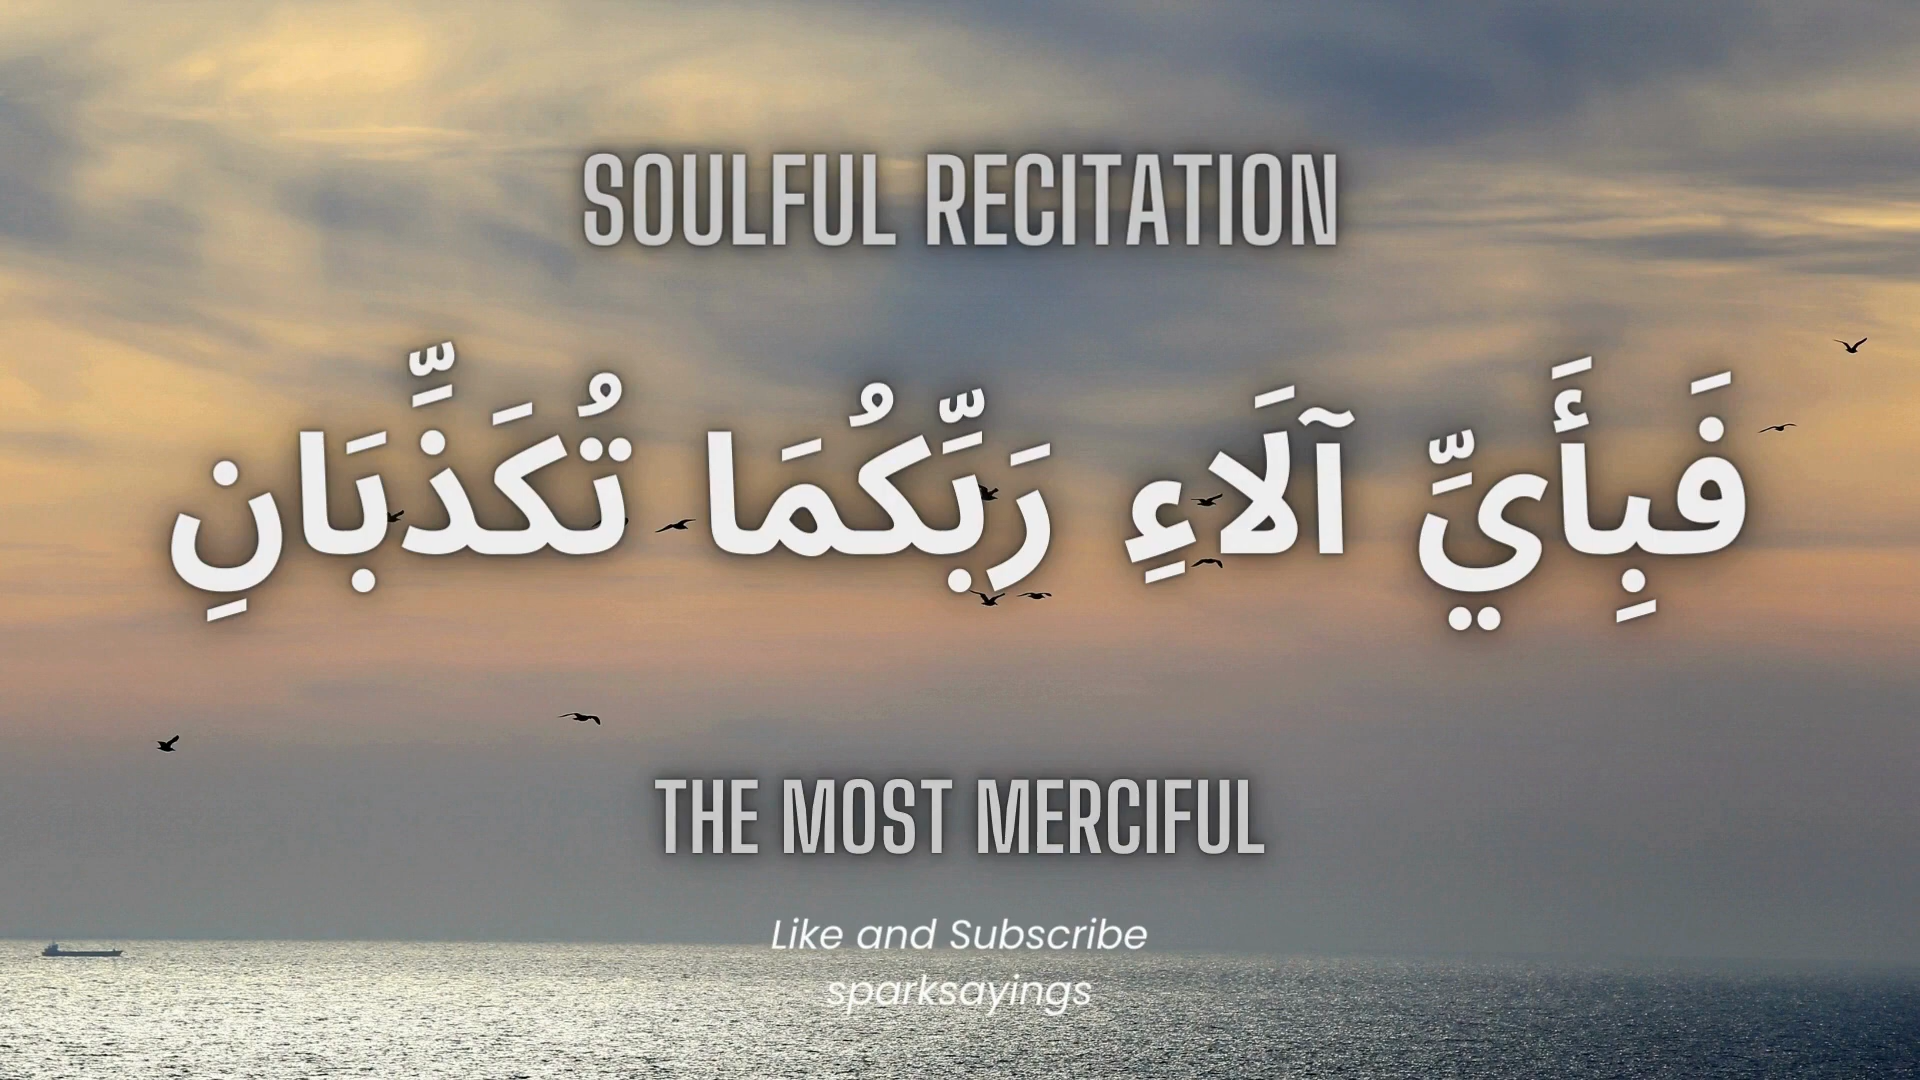 SOULFUL RECITATION
فَبِأَيِّ آلَاءِ رَبِّكُمَا تُكَذِّبَانِ
THE MOST MERCIFUL
Like and Subscribe
sparksayings